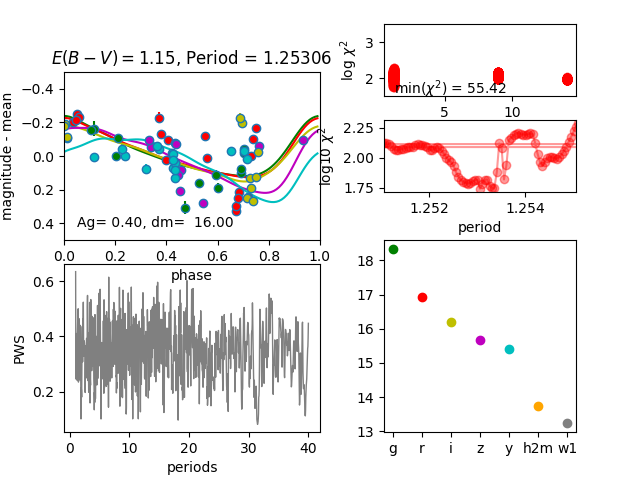 E(B − V) = 1.15, Period = 1.25306
magnitude - mean
−0.4
−0.2
0.0
0.2
0.4
Ag= 0.40, dm=  16.00
0.0 0.2 0.4 0.6 0.8 1.0
phase
log χ²
3
2
min(χ²) = 55.42
5 10
log10 χ²
2.25
2.00
1.75
1.252 1.254
period
PWS
0.6
0.4
0.2
0 10 20 30 40
periods
18
17
16
15
14
13
g r i z y h2m w1